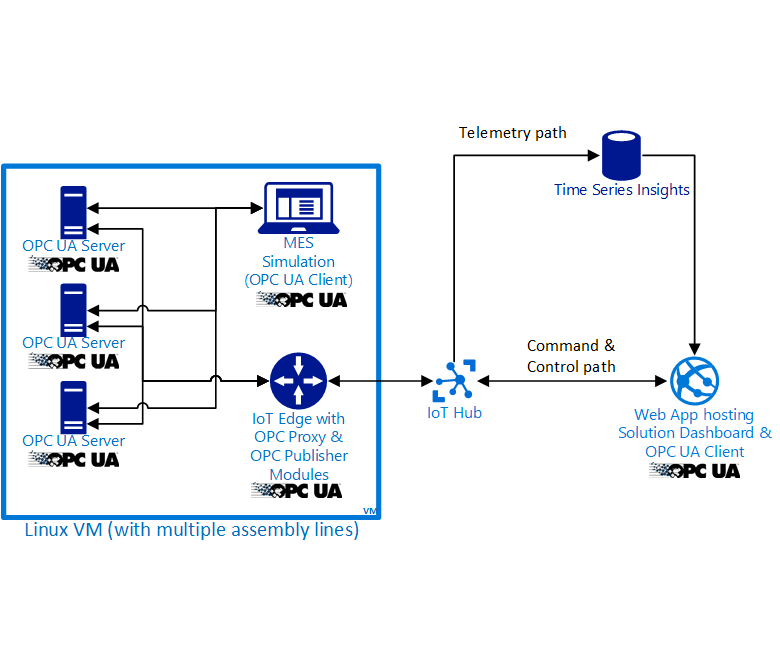 Telemetry path
Time Series Insights
OPC UA Server
OPC UA
MES
Simulation
(OPC UA Client)
OPC UA
OPC UA Server
OPC UA
Command &
Control path
IoT Hub
OPC UA Server
OPC UA
IoT Edge with
OPC Proxy &
OPC Publisher
Modules
OPC UA
Web App hosting
Solution Dashboard &
OPC UA Client
OPC UA
VM
Linux VM (with multiple assembly lines)